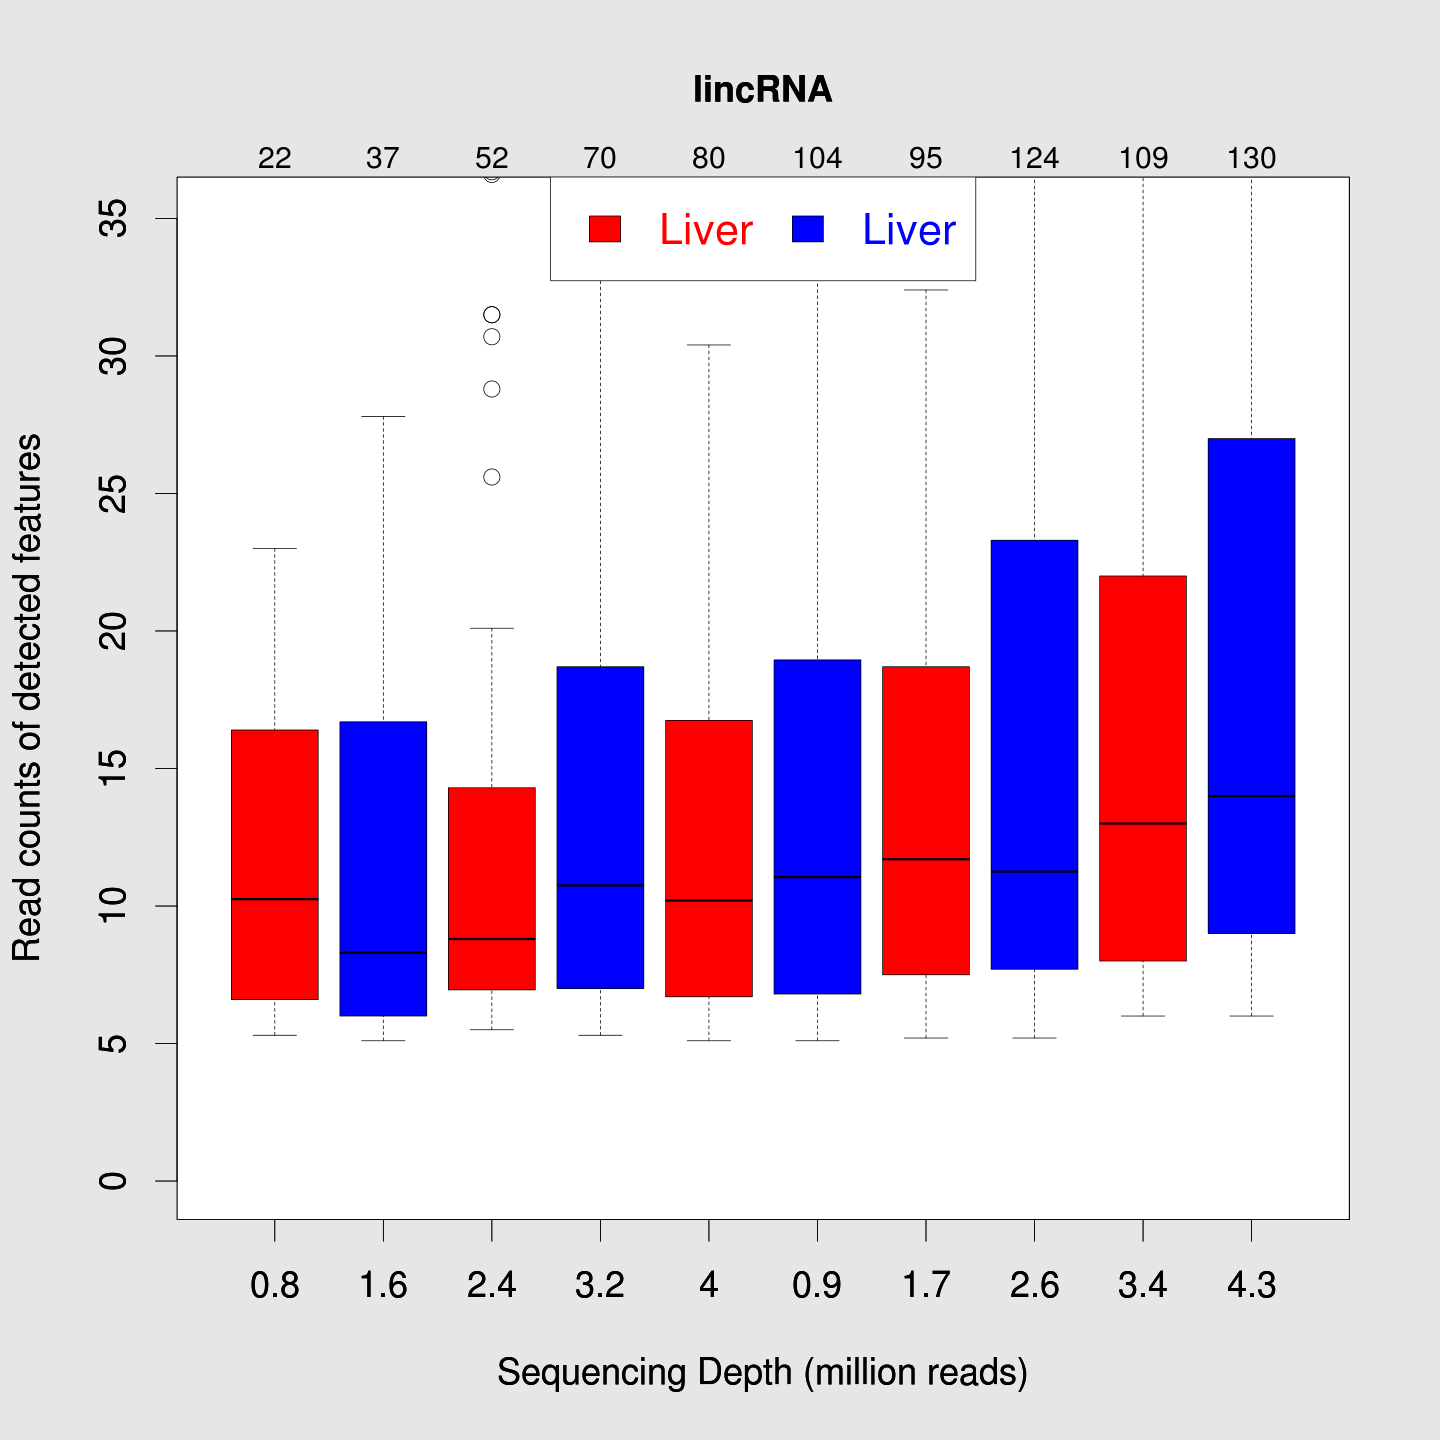 lincRNA
22 37 52 70 80 104 95 124 109 130
Liver Liver
35
30
25
20
15
10
5
0
Read counts of detected features
0.8 1.6 2.4 3.2 4 0.9 1.7 2.6 3.4 4.3
Sequencing Depth (million reads)